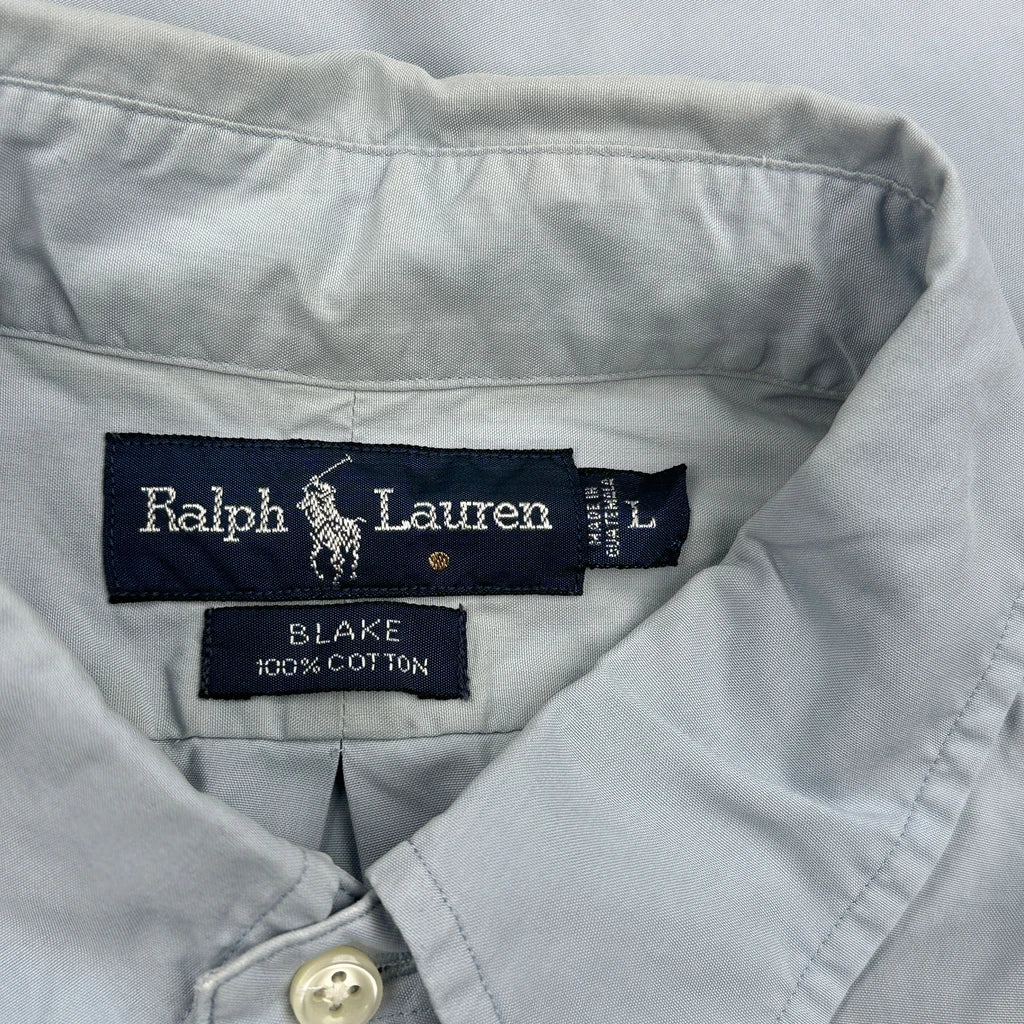 Ralph Lauren
MADE IN
GUATEMALA
L
BLAKE
100% COTTON